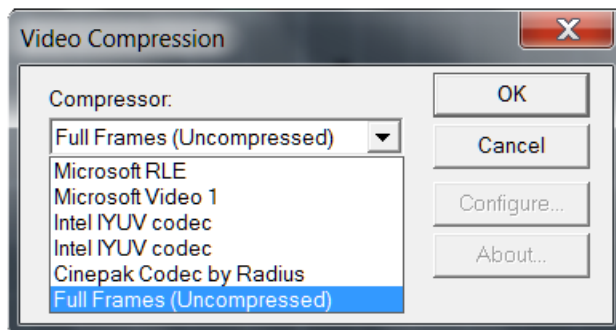 Video Compression
X
Compressor:
Full Frames (Uncompressed)
Microsoft RLE
Microsoft Video 1
Intel IYUV codec
Intel IYUV codec
Cinepak Codec by Radius
Full Frames (Uncompressed)
OK
Cancel
Configure...
About...